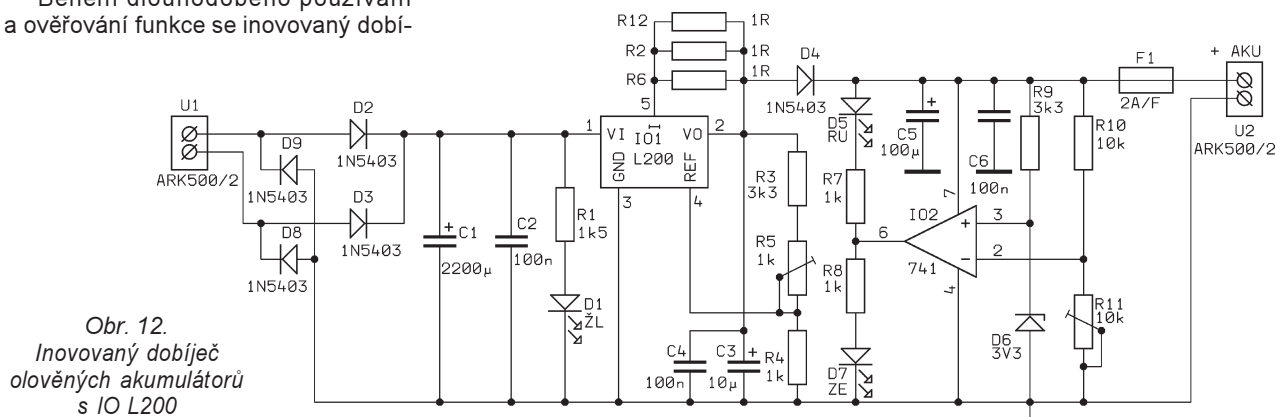 Během dlouhodobého používání
a ověřování funkce se inovovaný dobí-
R12 1R
R2 1R
R6 1R
5
D4
1N5403
F1
2A/F
+ AKU
U2
ARK500/2
U1
ARK500/2
D2
1N5403
D9
1N5403
D3
1N5403
D8
1N5403
1 VI I VO 2
IO1
L200
GND REF
3 4
+ C1
2200µ
C2
100n
R1
1k5
D1
ŽL
C4
100n
C3 +
10µ
R3
3k3
R5
1k
R4
1k
D5
RU
R7
1k
R8
1k
D7
ZE
+
C5
100µ
C6
100n
6
IO2
741
7
+ 3
- 2
4
R9
3k3
R10
10k
D6
3V3
R11
10k
Obr. 12.
Inovovaný dobíječ
olověných akumulátorů
s IO L200